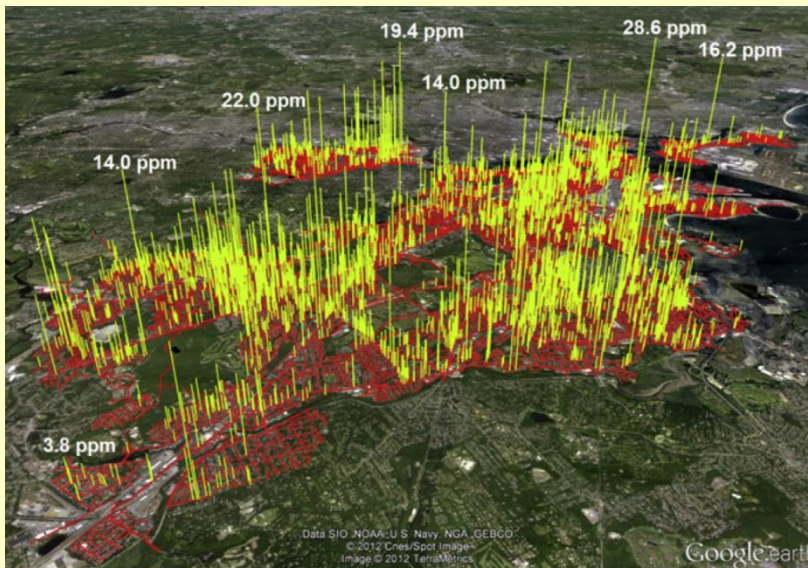 19.4 ppm
28.6 ppm
16.2 ppm
22.0 ppm
14.0 ppm
14.0 ppm
3.8 ppm
Data SIO, NOAA, U.S. Navy, NGA, GEBCO
© 2012 Cnes/Spot Image
Image © 2012 TerraMetrics
Google earth